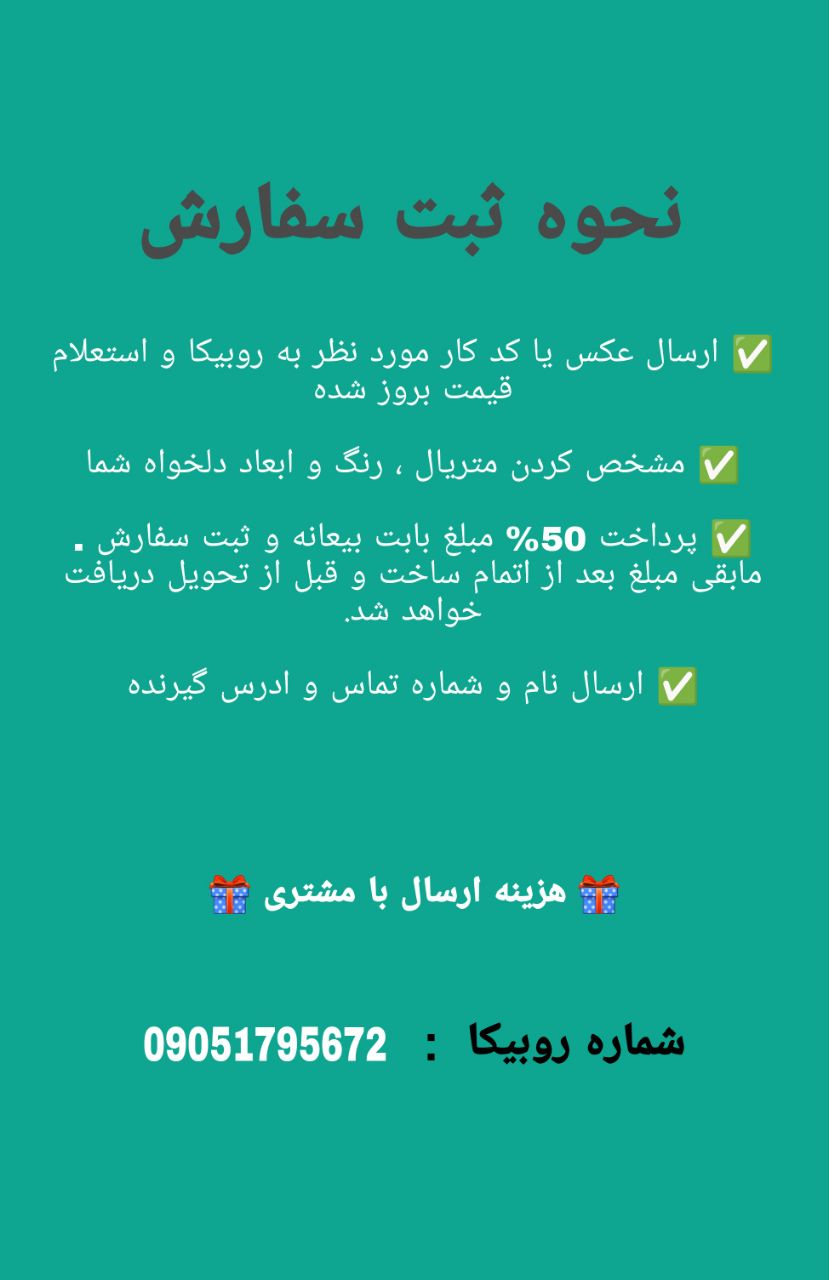 نحوه ثبت سفارش
✅ ارسال عکس یا کد کار مورد نظر به روبیکا و استعلام
قیمت بروز شده
✅ مشخص کردن متریال ، رنگ و ابعاد دلخواه شما
✅ پرداخت 50% مبلغ بابت بیعانه و ثبت سفارش .
مابقی مبلغ بعد از اتمام ساخت و قبل از تحویل دریافت
خواهد شد.
✅ ارسال نام و شماره تماس و ادرس گیرنده
🎁 هزینه ارسال با مشتری 🎁
شماره روبیکا : 09051795672